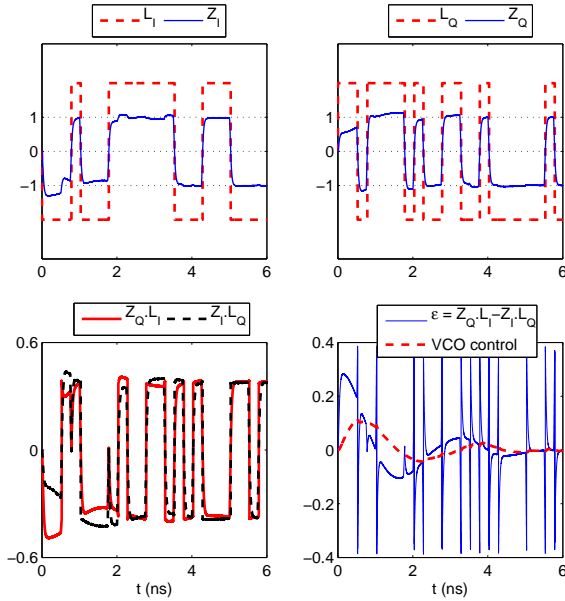 L_I Z_I
1
0
−1
0 2 4 6
L_Q Z_Q
1
0
−1
0 2 4 6
Z_Q.L_I Z_I.L_Q
0.6
0
−0.6
0 2 4 6
t (ns)
ε = Z_Q.L_I−Z_I.L_Q
VCO control
0.4
0.2
0
−0.2
−0.4
0 2 4 6
t (ns)